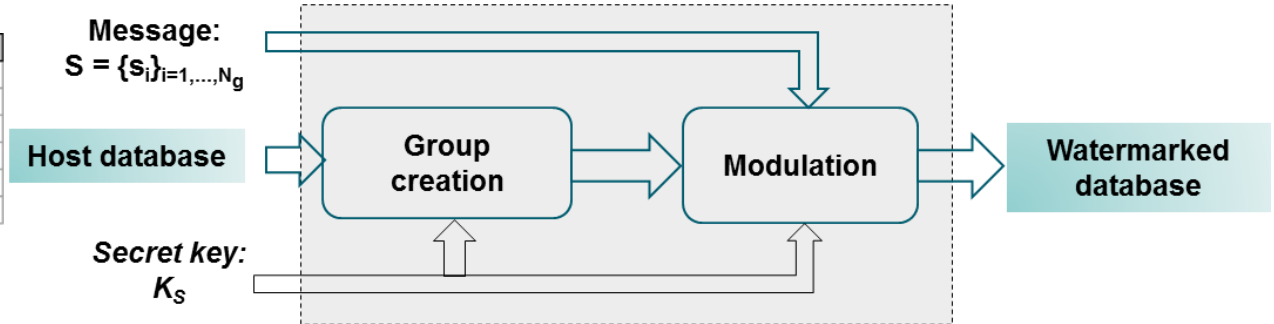 Message:
S = {sᵢ}ᵢ₌₁,...,Ng
Host database
Group
creation
Modulation
Watermarked
database
Secret key:
Kₛ